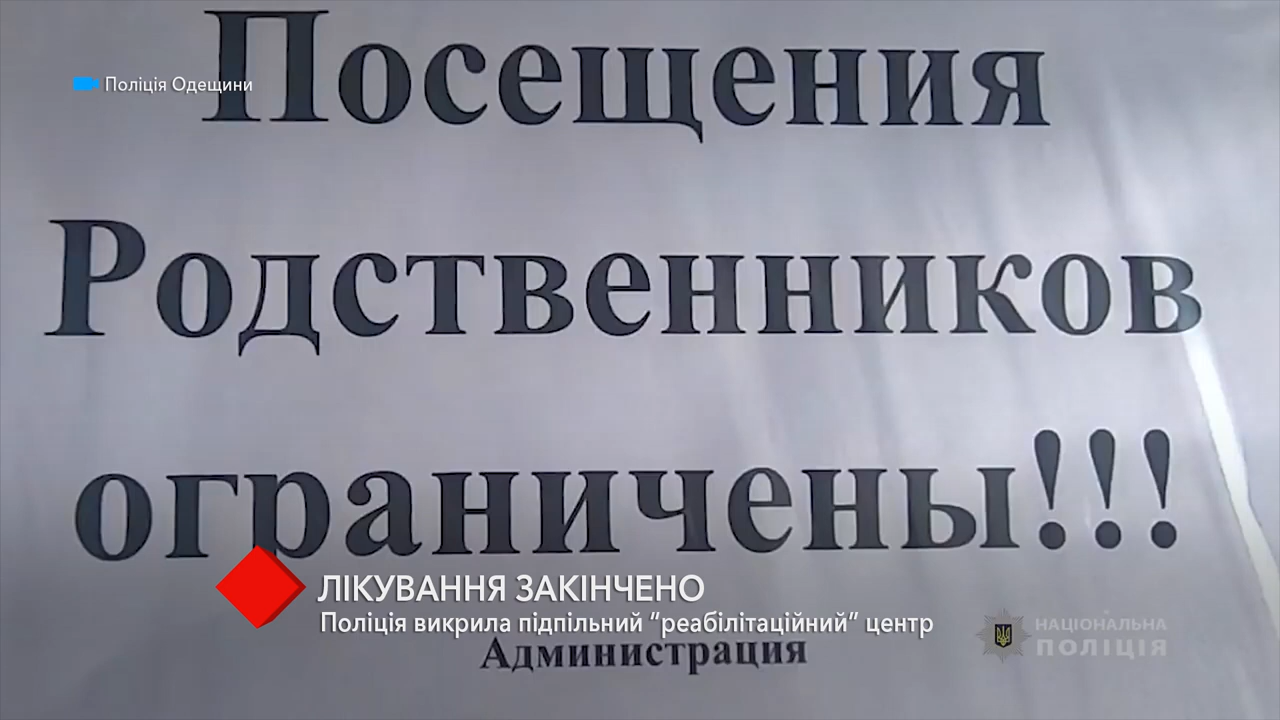 Посещения
Поліція Одещини
Родственников
ограничены!!!
ЛІКУВАННЯ ЗАКІНЧЕНО
Поліція викрила підпільний “реабілітаційний” центр
НАЦІОНАЛЬНА
ПОЛІЦІЯ
Администрация